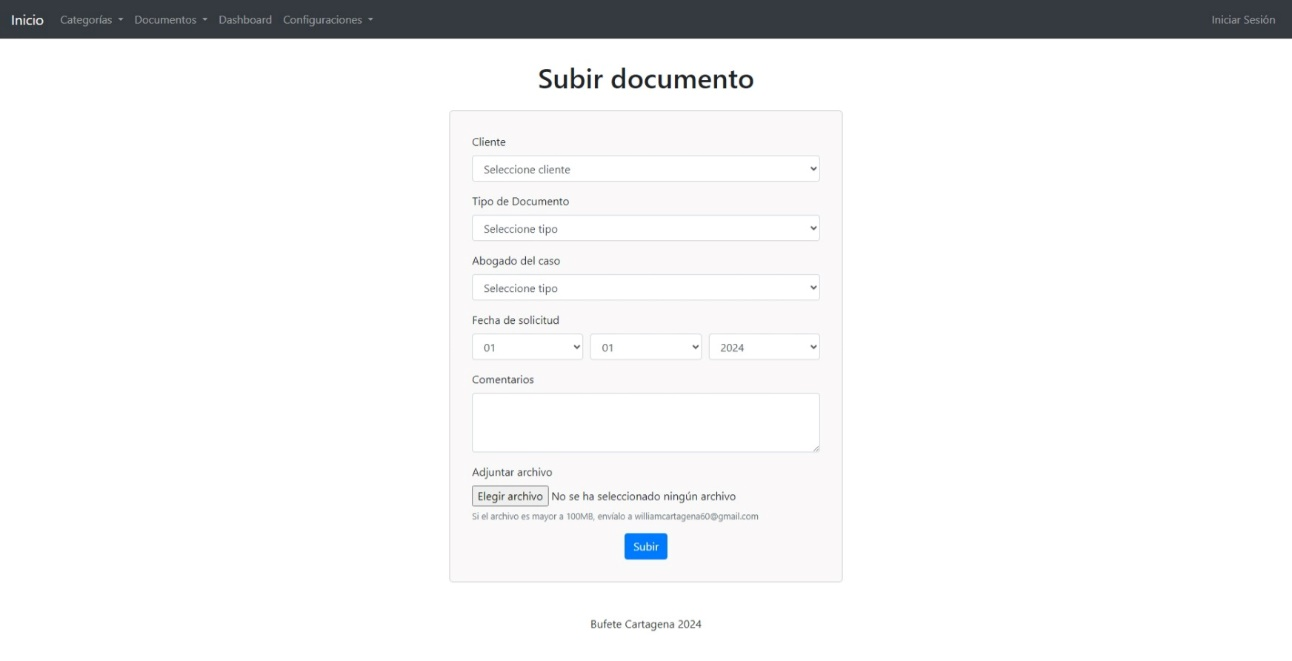 Inicio Categorías Documentos Dashboard Configuraciones Iniciar Sesión
Subir documento
Cliente
Seleccione cliente
Tipo de Documento
Seleccione tipo
Abogado del caso
Seleccione tipo
Fecha de solicitud
01 01 2024
Comentarios
Adjuntar archivo
Elegir archivo No se ha seleccionado ningún archivo
Si el archivo es mayor a 100MB, envíalo a williamcartagena60@gmail.com
Subir
Bufete Cartagena 2024